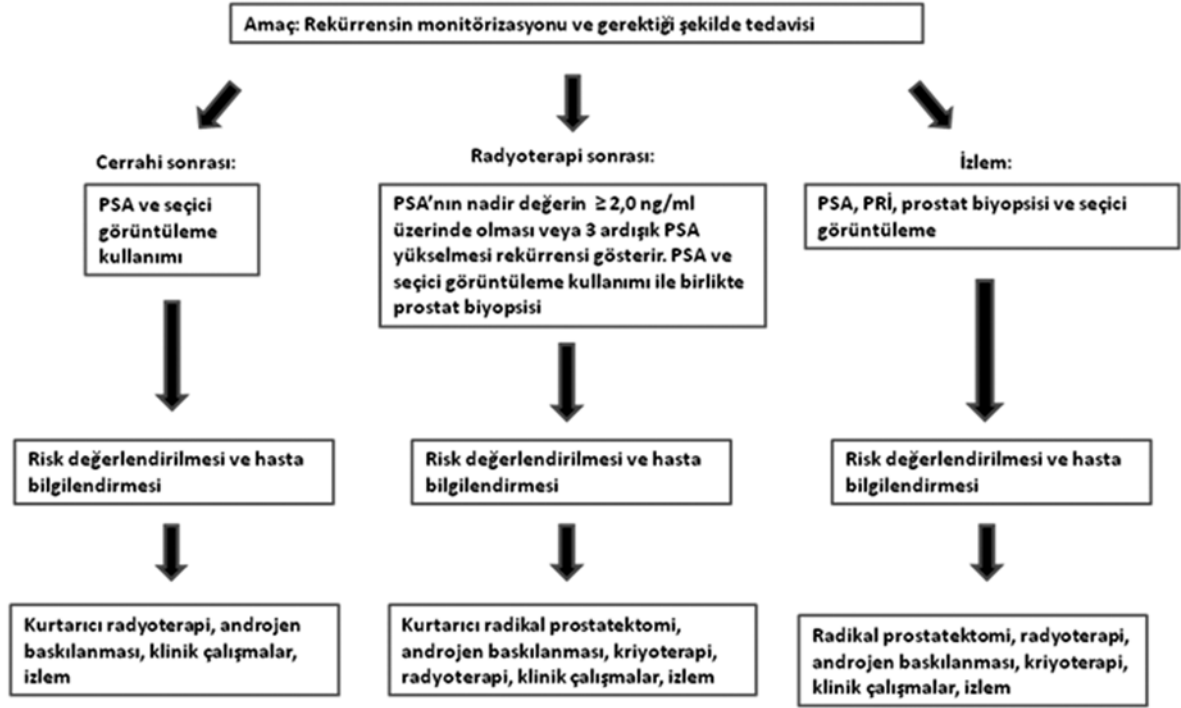 Amaç: Rekürrensin monitörizasyonu ve gerektiği şekilde tedavisi
Cerrahi sonrası:
PSA ve seçici
görüntüleme
kullanımı
Risk değerlendirilmesi ve hasta
bilgilendirmesi
Kurtarıcı radyoterapi, androjen
baskılanması, klinik çalışmalar,
izlem
Radyoterapi sonrası:
PSA’nın nadir değerin ≥2,0 ng/ml
üzerinde olması veya 3 ardışık PSA
yükselmesi rekürrensi gösterir. PSA ve
seçici görüntüleme kullanımı ile birlikte
prostat biyopsisi
Risk değerlendirilmesi ve hasta
bilgilendirmesi
Kurtarıcı radikal prostatektomi,
androjen baskılanması, kriyoterapi,
radyoterapi, klinik çalışmalar, izlem
İzlem:
PSA, PRİ, prostat biyopsisi ve seçici
görüntüleme
Risk değerlendirilmesi ve hasta
bilgilendirmesi
Radikal prostatektomi, radyoterapi,
androjen baskılanması, kriyoterapi,
klinik çalışmalar, izlem